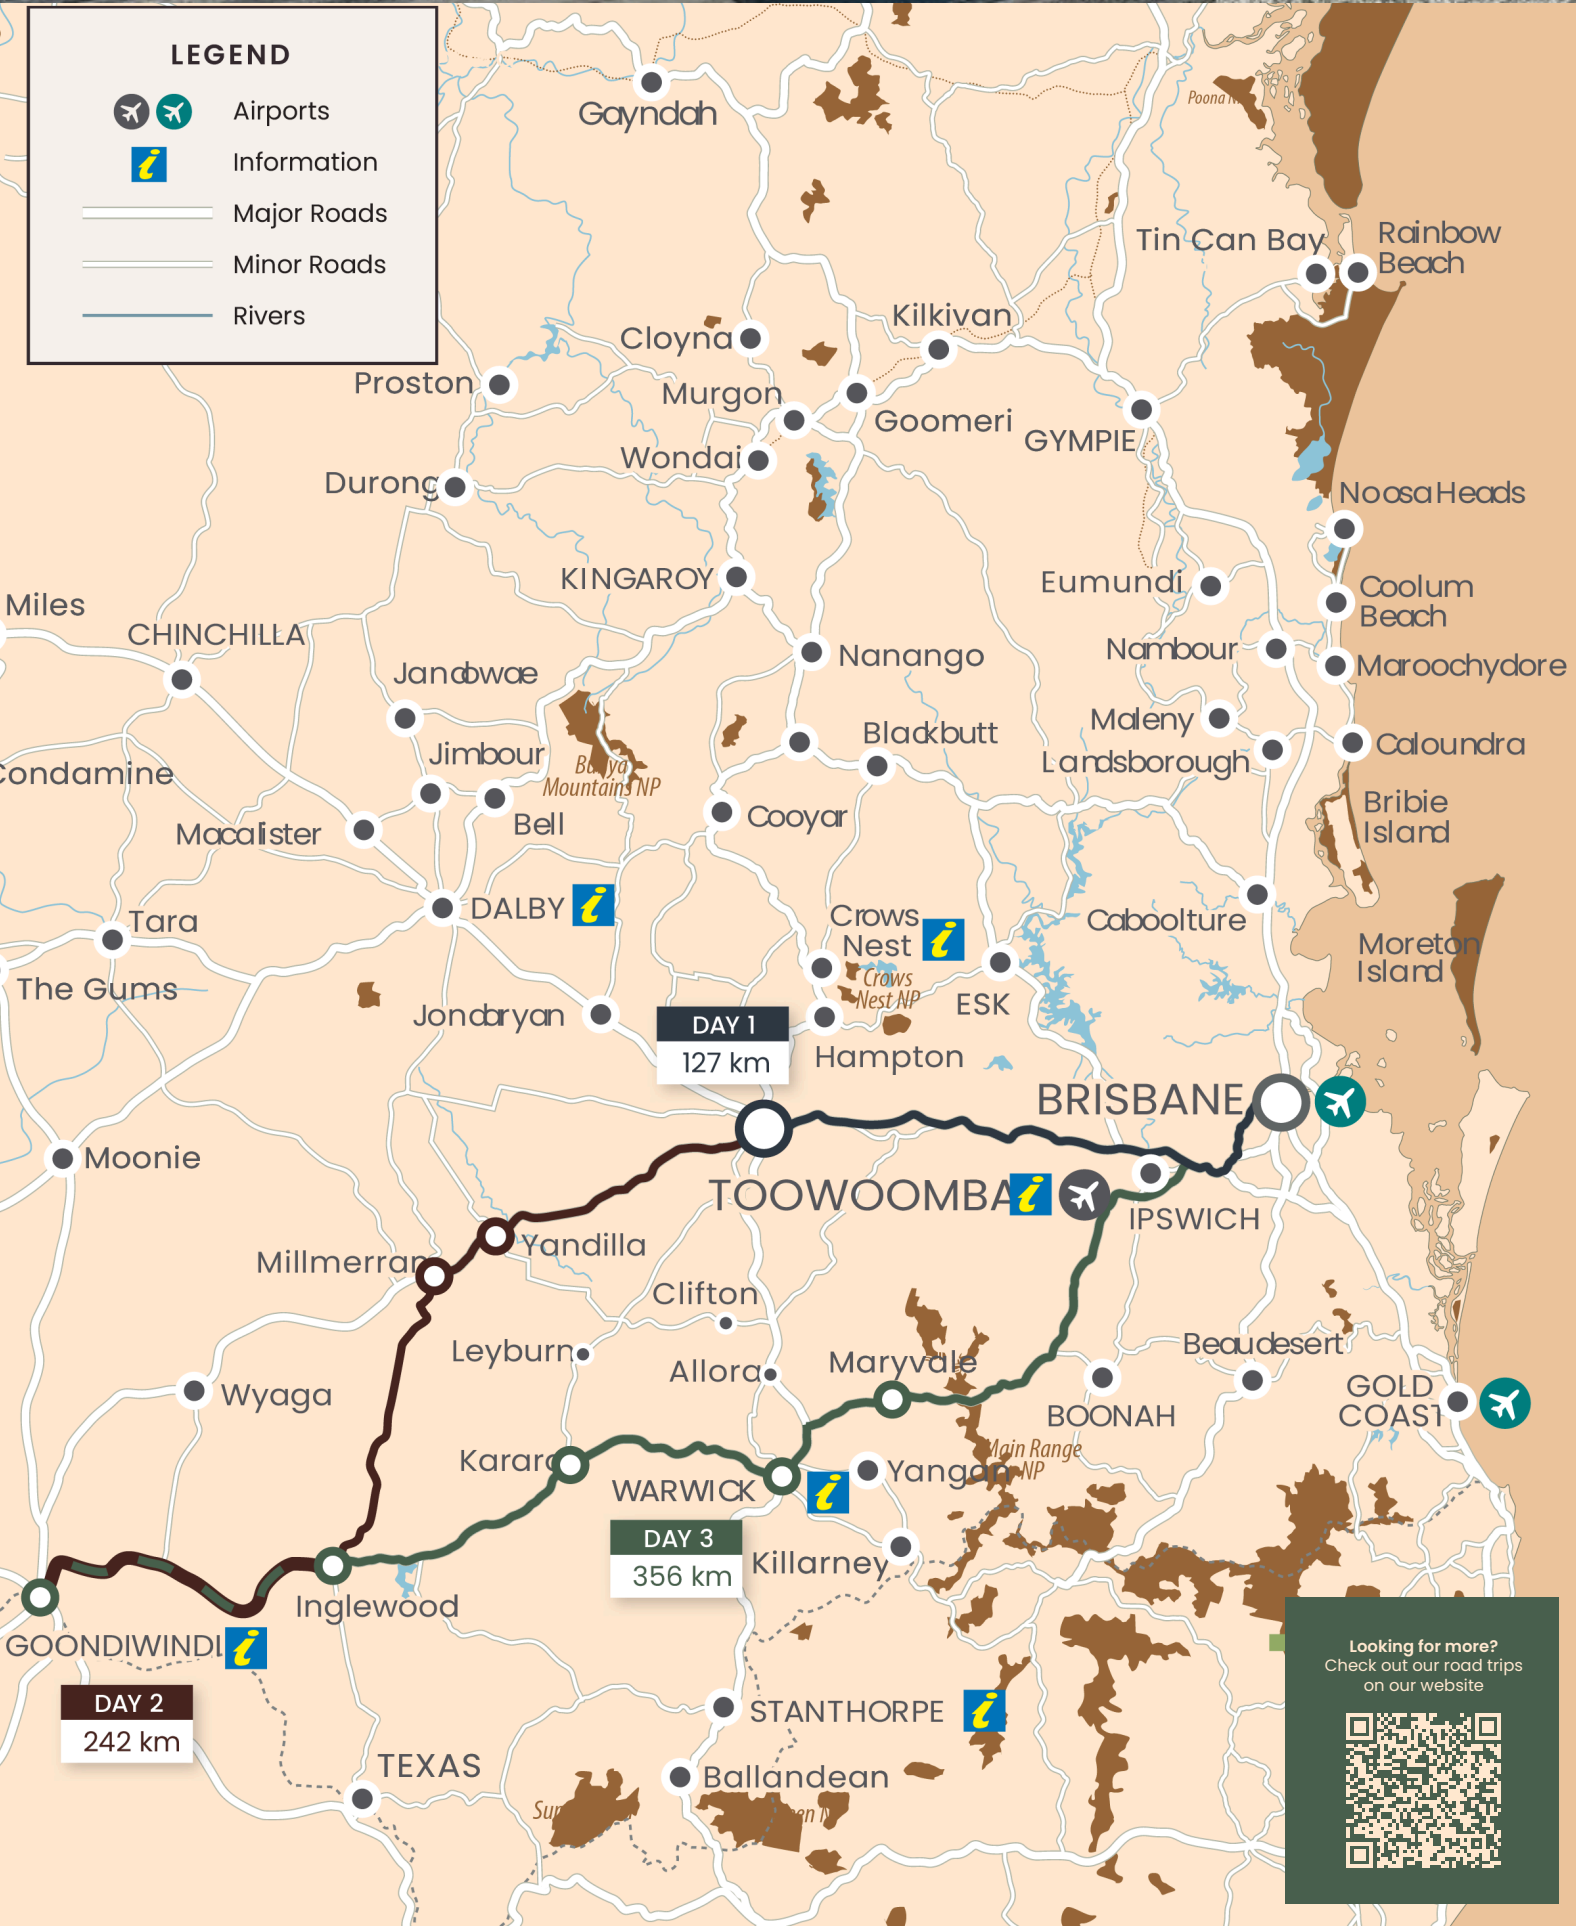 LEGEND
Airports
Information
Major Roads
Minor Roads
Rivers
Gayndah
Poona
Tin Can Bay
Rainbow
Beach
Kilkivan
Cloyna
Proston
Murgon
Goomeri
GYMPIE
Wondai
Durong
Noosa Heads
KINGAROY
Eumundi
Coolum
Beach
Miles
CHINCHILLA
Nambour
Nanango
Maroochydore
Jandowae
Maleny
Blackbutt
Caloundra
Jimbour
Landsborough
Condamine
Bunya
Mountains NP
Bribie
Island
Cooyar
Bell
Macalister
DALBY
Crows
Nest
Caboolture
Tara
Moreton
Island
The Gums
Crows
Nest NP
ESK
Jondaryan
DAY 1
127 km
Hampton
BRISBANE
Moonie
TOOWOOMBA
IPSWICH
Yandilla
Millmerran
Clifton
Leyburn
Allora
Maryvale
Beaudesert
Wyaga
GOLD
COAST
BOONAH
Main Range
NP
Karara
WARWICK
Yangan
DAY 3
356 km
Killarney
Inglewood
GOONDIWINDI
DAY 2
242 km
STANTHORPE
TEXAS
Ballandean
Looking for more?
Check out our road trips
on our website